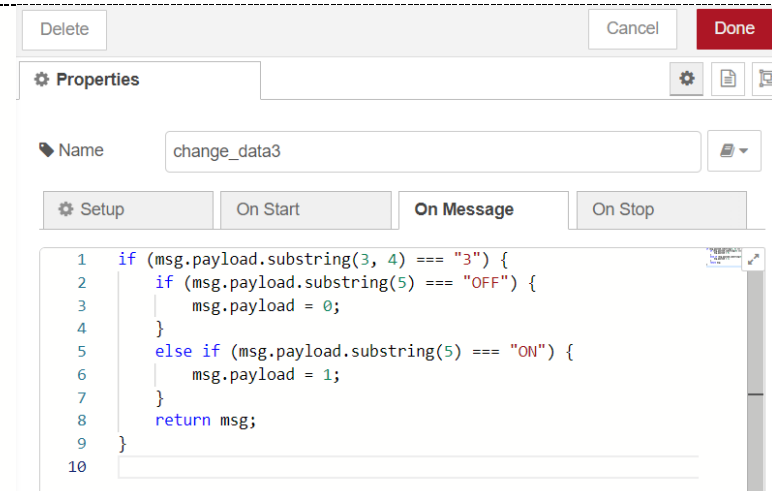 Delete
Cancel
Done
Properties
Name
change_data3
Setup
On Start
On Message
On Stop
1 if (msg.payload.substring(3, 4) === "3") {
2     if (msg.payload.substring(5) === "OFF") {
3         msg.payload = 0;
4     }
5     else if (msg.payload.substring(5) === "ON") {
6         msg.payload = 1;
7     }
8     return msg;
9 }
10